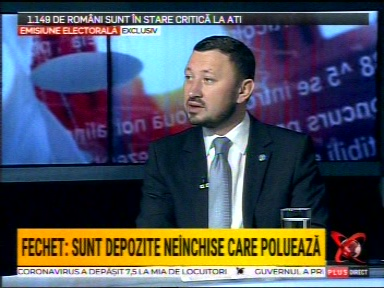 1.149 DE ROMÂNI SUNT ÎN STARE CRITICĂ LA ATI
EMISIUNE ELECTORALĂ EXCLUSIV
FECHET: SUNT DEPOZITE NEÎNCHISE CARE POLUEAZĂ
PLUS DIRECT
CORONAVIRUS A DEPĂȘIT 7,5 LA MIA DE LOCUITORI GUVERNUL A PR